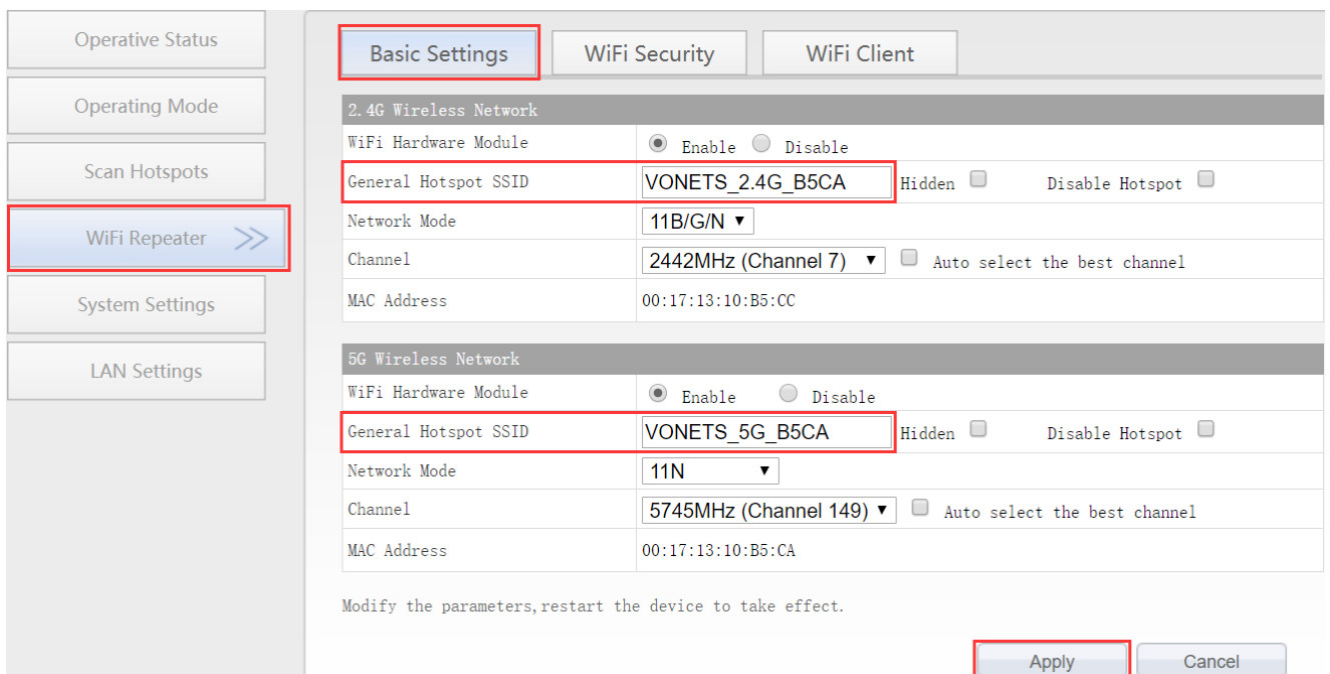 Operative Status
Operating Mode
Scan Hotspots
WiFi Repeater
System Settings
LAN Settings
Basic Settings WiFi Security WiFi Client
2.4G Wireless Network
WiFi Hardware Module Enable Disable
General Hotspot SSID VONETS_2.4G_B5CA Hidden Disable Hotspot
Network Mode 11B/G/N
Channel 2442MHz (Channel 7) Auto select the best channel
MAC Address 00:17:13:10:B5:CC
5G Wireless Network
WiFi Hardware Module Enable Disable
General Hotspot SSID VONETS_5G_B5CA Hidden Disable Hotspot
Network Mode 11N
Channel 5745MHz (Channel 149) Auto select the best channel
MAC Address 00:17:13:10:B5:CA
Modify the parameters,restart the device to take effect.
Apply Cancel